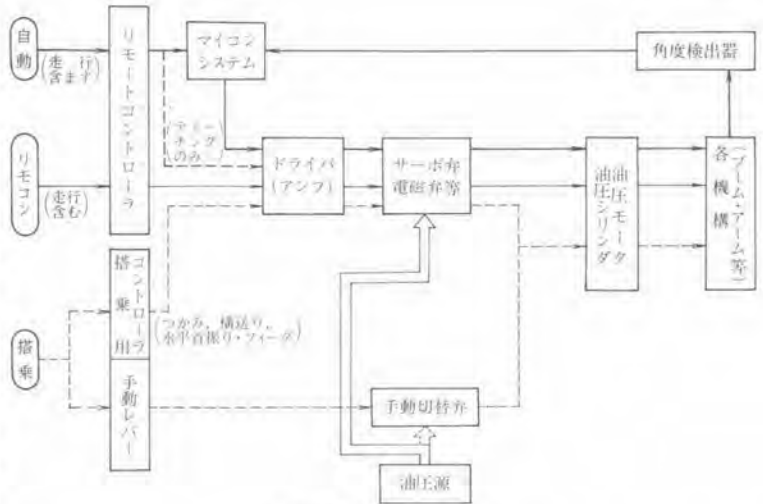 自動
(走行
含まず)
リモコン
(走行
含む)
搭乗
リモートコントローラ
搭乗用
コントローラ
手動レバー
マイコン
システム
(ティー
チング
のみ)
ドライバ
(アンプ)
(つかみ,横送り,
水平首振り・フィード)
サーボ弁
電磁弁等
手動切替弁
油圧源
油圧モータ
油圧シリンダ
角度検出器
各機構
(ブーム・アーム等)